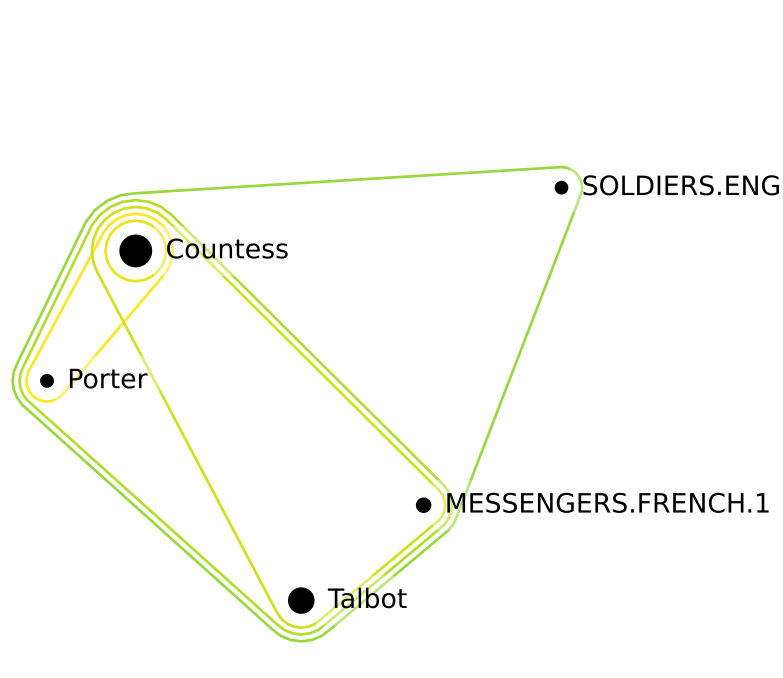 SOLDIERS.ENG
Countess
Porter
MESSENGERS.FRENCH.1
Talbot